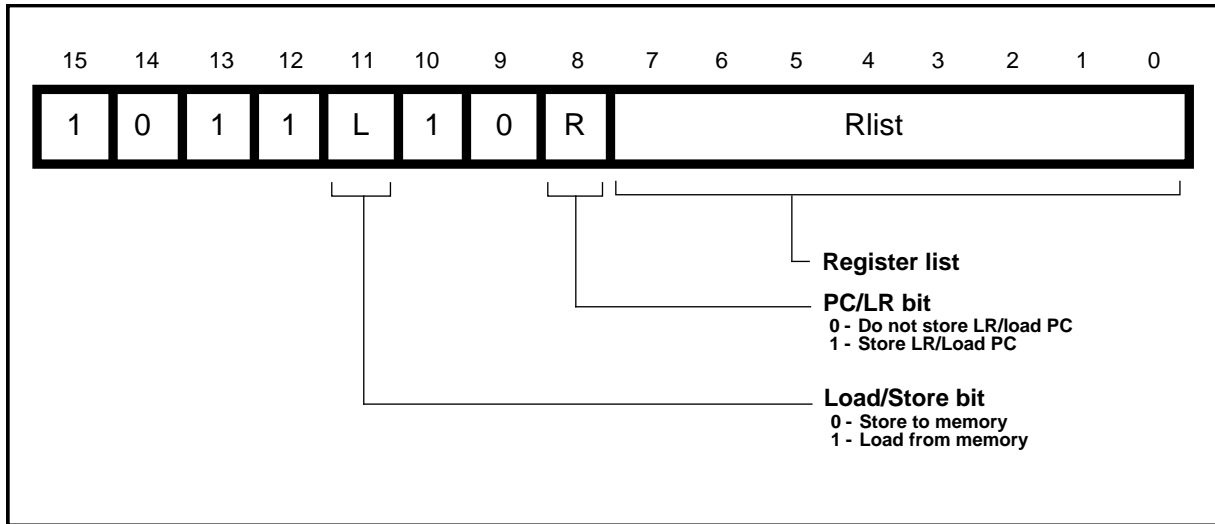 15 14 13 12 11 10 9 8 7 6 5 4 3 2 1 0
1 0 1 1 L 1 0 R Rlist
Register list
PC/LR bit
0 - Do not store LR/load PC
1 - Store LR/Load PC
Load/Store bit
0 - Store to memory
1 - Load from memory